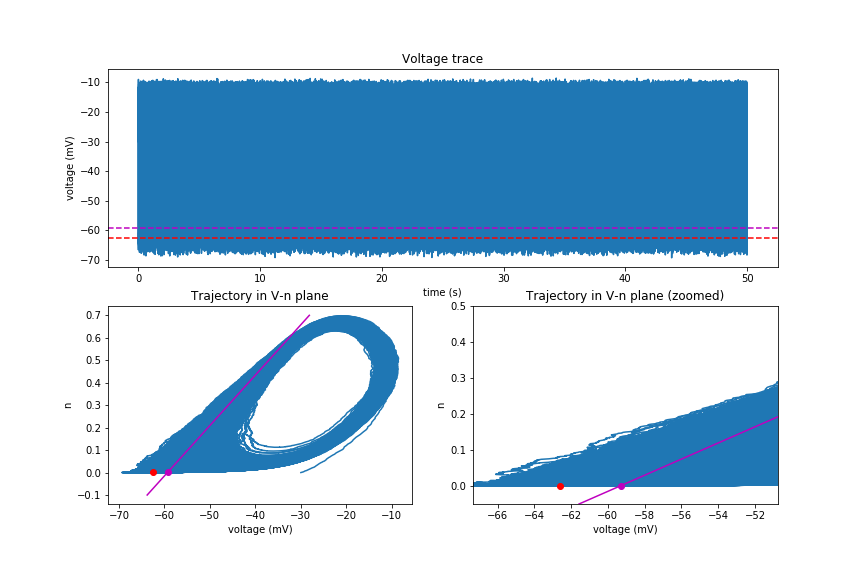 Voltage trace
voltage (mV)
−10
−20
−30
−40
−50
−60
−70
0 10 20 30 40 50
time (s)
Trajectory in V-n plane
n
0.7
0.6
0.5
0.4
0.3
0.2
0.1
0.0
−0.1
−70 −60 −50 −40 −30 −20 −10
voltage (mV)
Trajectory in V-n plane (zoomed)
n
0.5
0.4
0.3
0.2
0.1
0.0
−66 −64 −62 −60 −58 −56 −54 −52
voltage (mV)